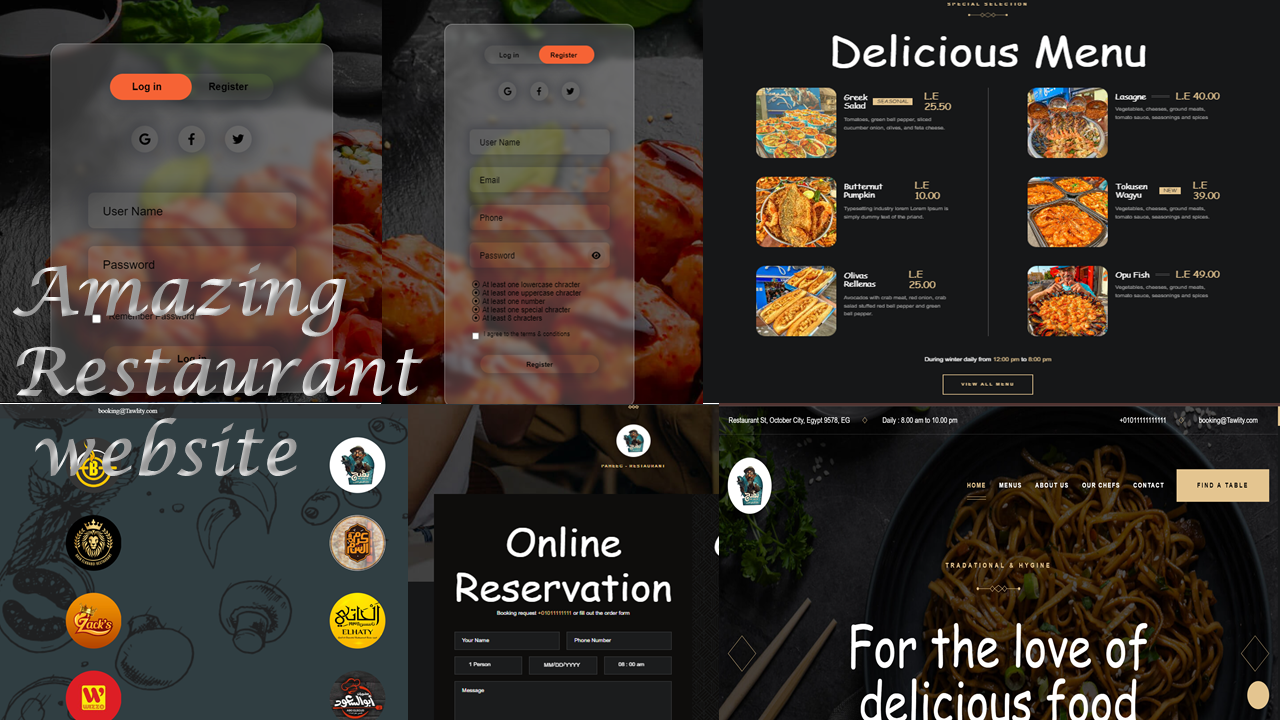 Log in
Register
User Name
Password
Remember Password
Log in
Amazing
Restaurant
website
Log in
Register
User Name
Email
Phone
Password
At least one lowercase chracter
At least one uppercase chracter
At least one number
At least one special chracter
At least 8 chracters
I agree to the terms & conditions
Register
SPECIAL SELECTION
Delicious Menu
Greek Salad
SEASONAL
L.E 25.50
Tomatoes, green bell pepper, sliced
cucumber onion, olives, and feta cheese.
Lasagne
L.E 40.00
Vegetables, cheeses, ground meats,
tomato sauce, seasonings and spices
Butternut Pumpkin
L.E 10.00
Typesetting industry lorem Lorem Ipsum is
simply dummy text of the priand.
Tokusen Wagyu
NEW
L.E 39.00
Vegetables, cheeses, ground meats,
tomato sauce, seasonings and spices
Olivas Rellenas
L.E 25.00
Avocados with crab meat, red onion, crab
salad stuffed red bell pepper and green
bell pepper.
Opu Fish
L.E 49.00
Vegetables, cheeses, ground meats,
tomato sauce, seasonings and spices
During winter daily from 12:00 pm to 8:00 pm
VIEW ALL MENU
booking@Tawlity.com
B
Zack's
الحاتي
ELHATY
W
WEZZO
أبو السعود
RESTAURANT
Online
Reservation
Booking request +01011111111 or fill out the order form
Your Name
Phone Number
1 Person
MM/DD/YYYY
08 : 00 am
Message
Restaurant St, October City, Egypt 9578, EG
Daily : 8.00 am to 10.00 pm
+01011111111111
booking@Tawlity.com
HOME
MENUS
ABOUT US
OUR CHEFS
CONTACT
FIND A TABLE
TRADATIONAL & HYGINE
For the love of
delicious food